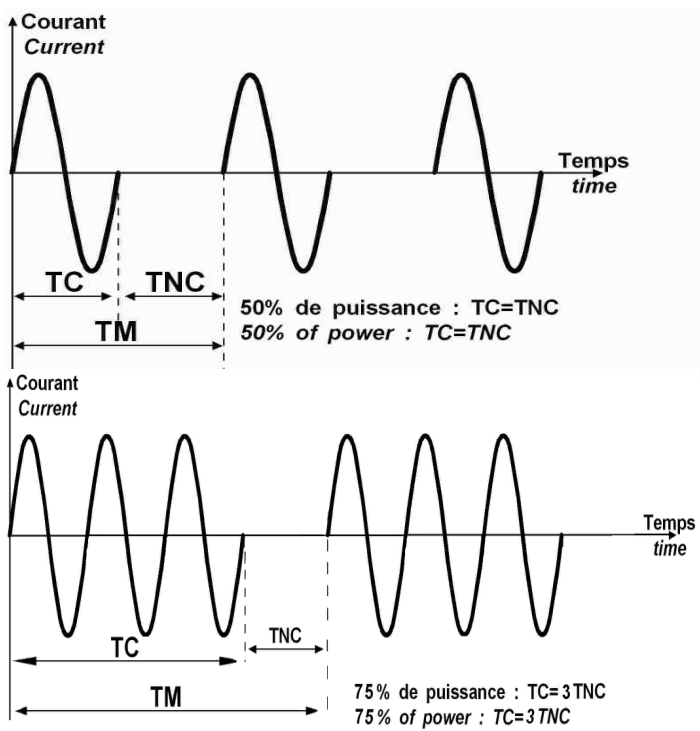 Courant
Current
Temps
time
TC
TNC
TM
50% de puissance : TC=TNC
50% of power : TC=TNC
Courant
Current
Temps
time
TNC
TC
TM
75% de puissance : TC=3TNC
75% of power : TC=3TNC